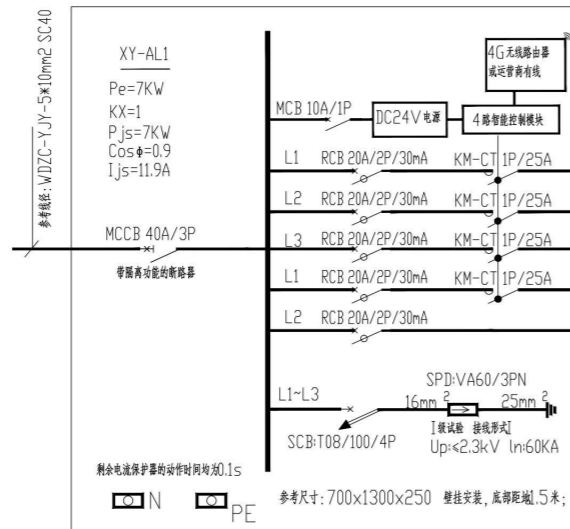 参考线径: WDZC-YJY-5*10mm2 SC40
XY-AL1
Pe=7KW
KX=1
Pjs=7KW
CosΦ=0.9
Ijs=11.9A
MCCB 40A/3P
带隔离功能的断路器
4G无线路由器
或运营商有线
MCB 10A/1P
DC24V电源
4路智能控制模块
L1 RCB 20A/2P/30mA KM-CT 1P/25A
L2 RCB 20A/2P/30mA KM-CT 1P/25A
L3 RCB 20A/2P/30mA KM-CT 1P/25A
L1 RCB 20A/2P/30mA KM-CT 1P/25A
L2 RCB 20A/2P/30mA
L1~L3
SPD:VA60/3PN
16mm2 25mm2
SCB:T08/100/4P
I级试验 接线形式I
Up:≤2.3kV In:60KA
剩余电流保护器的动作时间均为0.1s
N
PE
参考尺寸: 700x1300x250 壁挂安装, 底部距地1.5米;